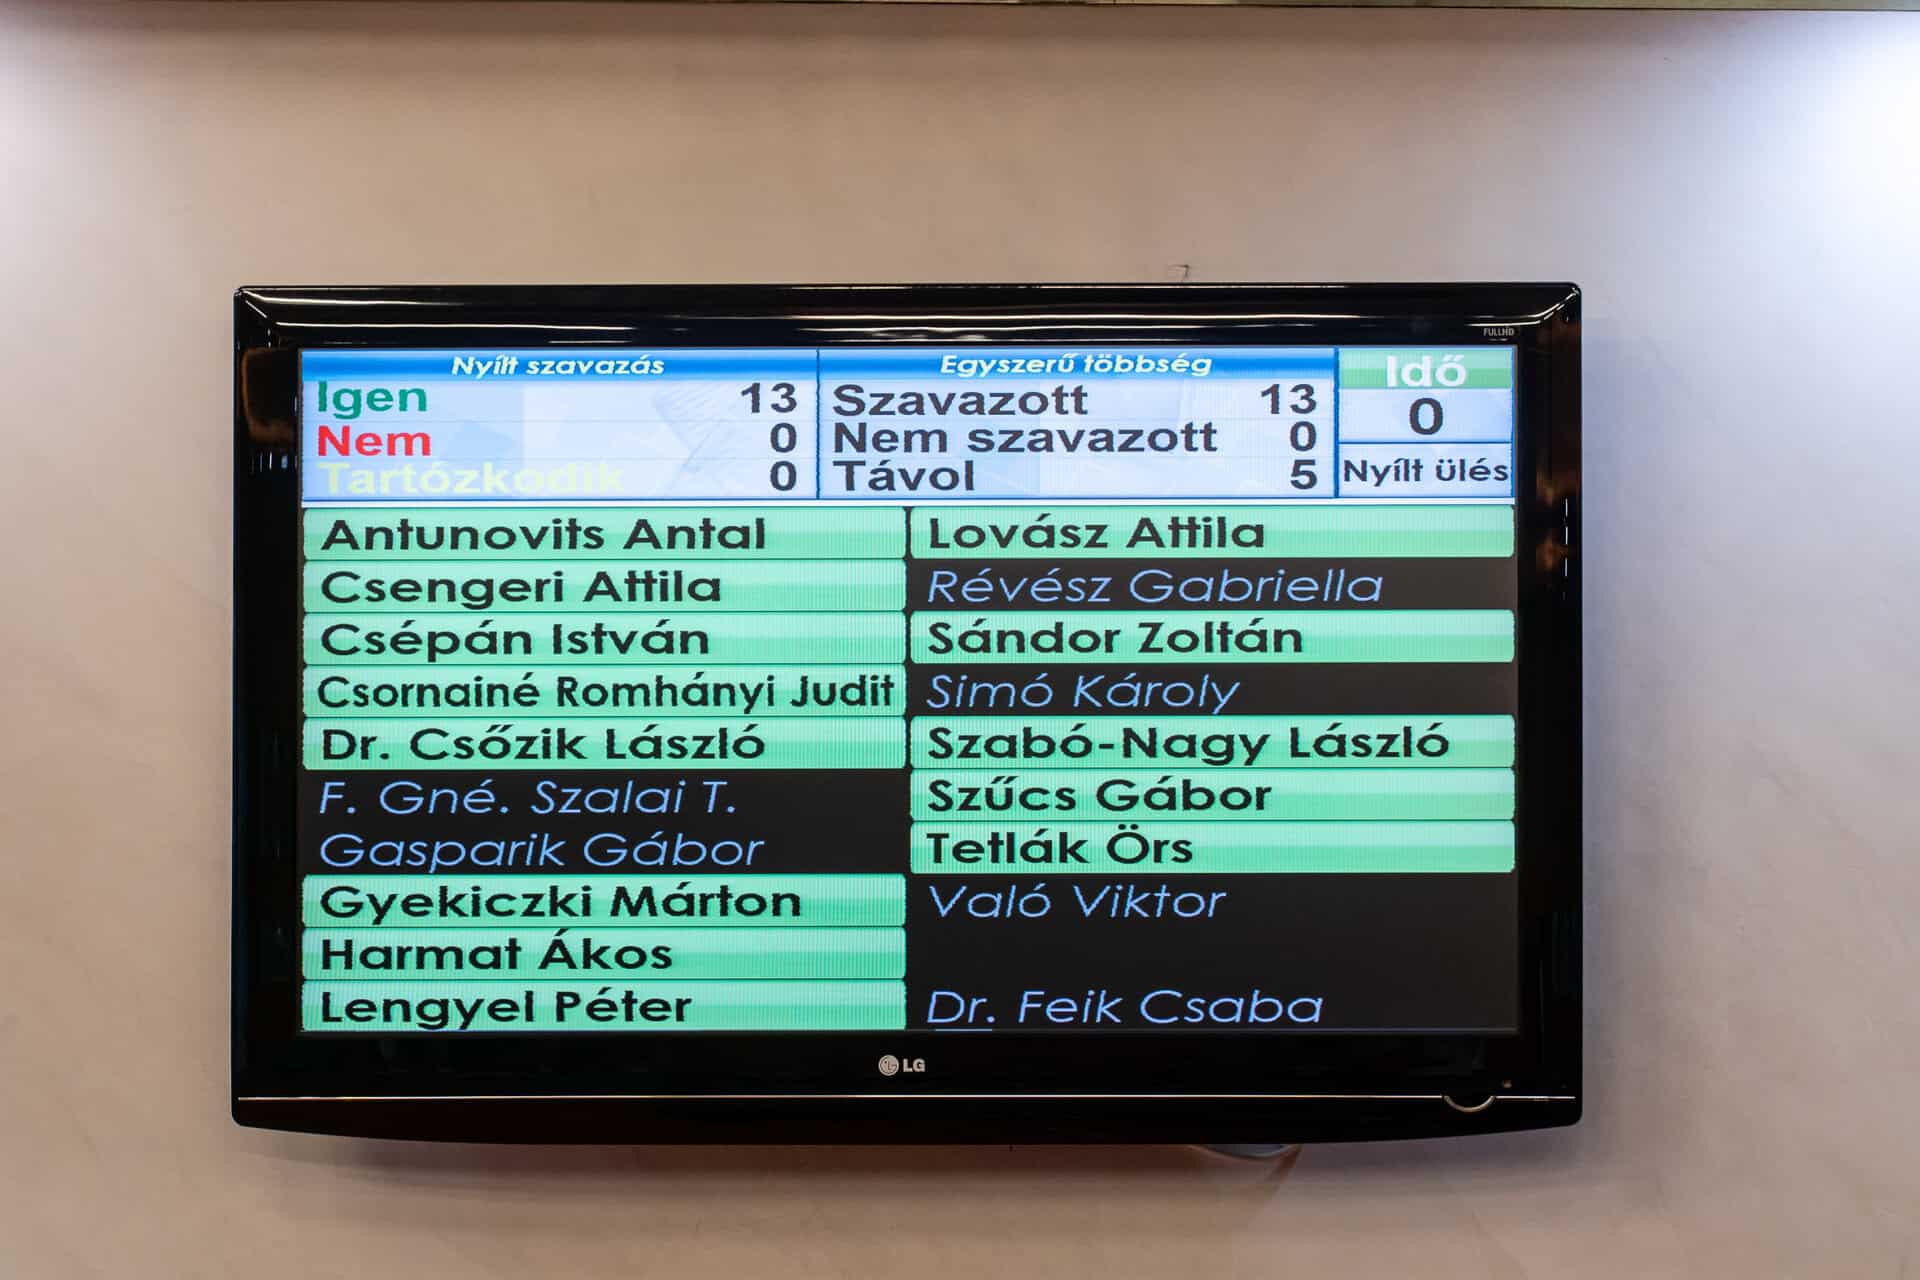 FULLHD
Nyílt szavazás
Igen 13
Nem 0
Tartózkodik 0
Egyszerű többség
Szavazott 13
Nem szavazott 0
Távol 5
Idő
0
Nyílt ülés
Antunovits Antal
Csengeri Attila
Csépán István
Csornainé Romhányi Judit
Dr. Csőzik László
F. Gné. Szalai T.
Gasparik Gábor
Gyekiczki Márton
Harmat Ákos
Lengyel Péter
Lovász Attila
Révész Gabriella
Sándor Zoltán
Simó Károly
Szabó-Nagy László
Szűcs Gábor
Tetlák Örs
Való Viktor
Dr. Feik Csaba
LG